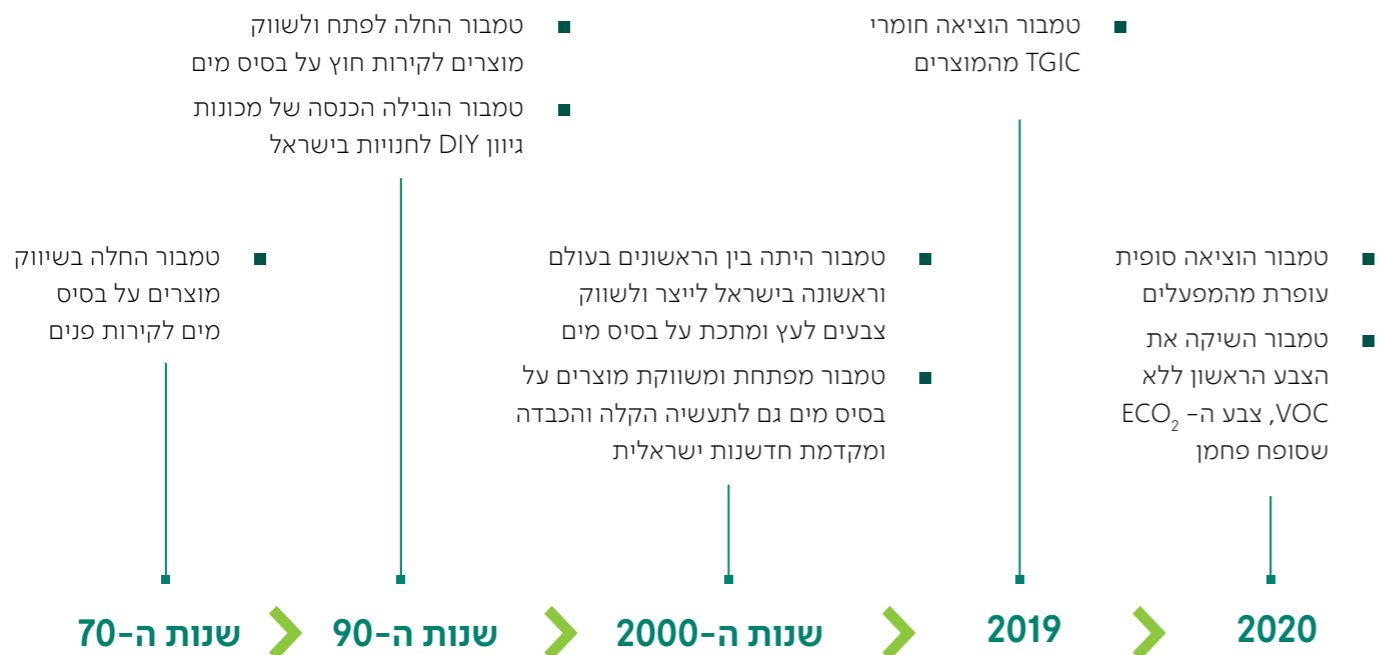 טמבור החלה בשיווק
מוצרים על בסיס
מים לקירות פנים
שנות ה-70
טמבור החלה לפתח ולשווק
מוצרים לקירות חוץ על בסיס מים
טמבור הובילה הכנסה של מכונות
גיוון DIY לחנויות בישראל
שנות ה-90
טמבור היתה בין הראשונים בעולם
וראשונה בישראל לייצר ולשווק
צבעים לעץ ומתכת על בסיס מים
טמבור מפתחת ומשווקת מוצרים על
בסיס מים גם לתעשיה הקלה והכבדה
ומקדמת חדשנות ישראלית
שנות ה-2000
טמבור הוציאה חומרי
TGIC מהמוצרים
2019
טמבור הוציאה סופית
עופרת מהמפעלים
טמבור השיקה את
הצבע הראשון ללא
VOC, צבע ה- ECO₂
שסופח פחמן
2020